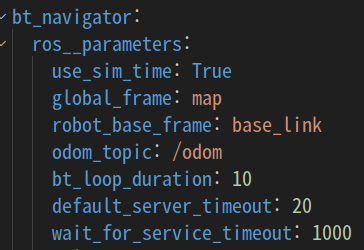 bt_navigator:
ros__parameters:
use_sim_time: True
global_frame: map
robot_base_frame: base_link
odom_topic: /odom
bt_loop_duration: 10
default_server_timeout: 20
wait_for_service_timeout: 1000